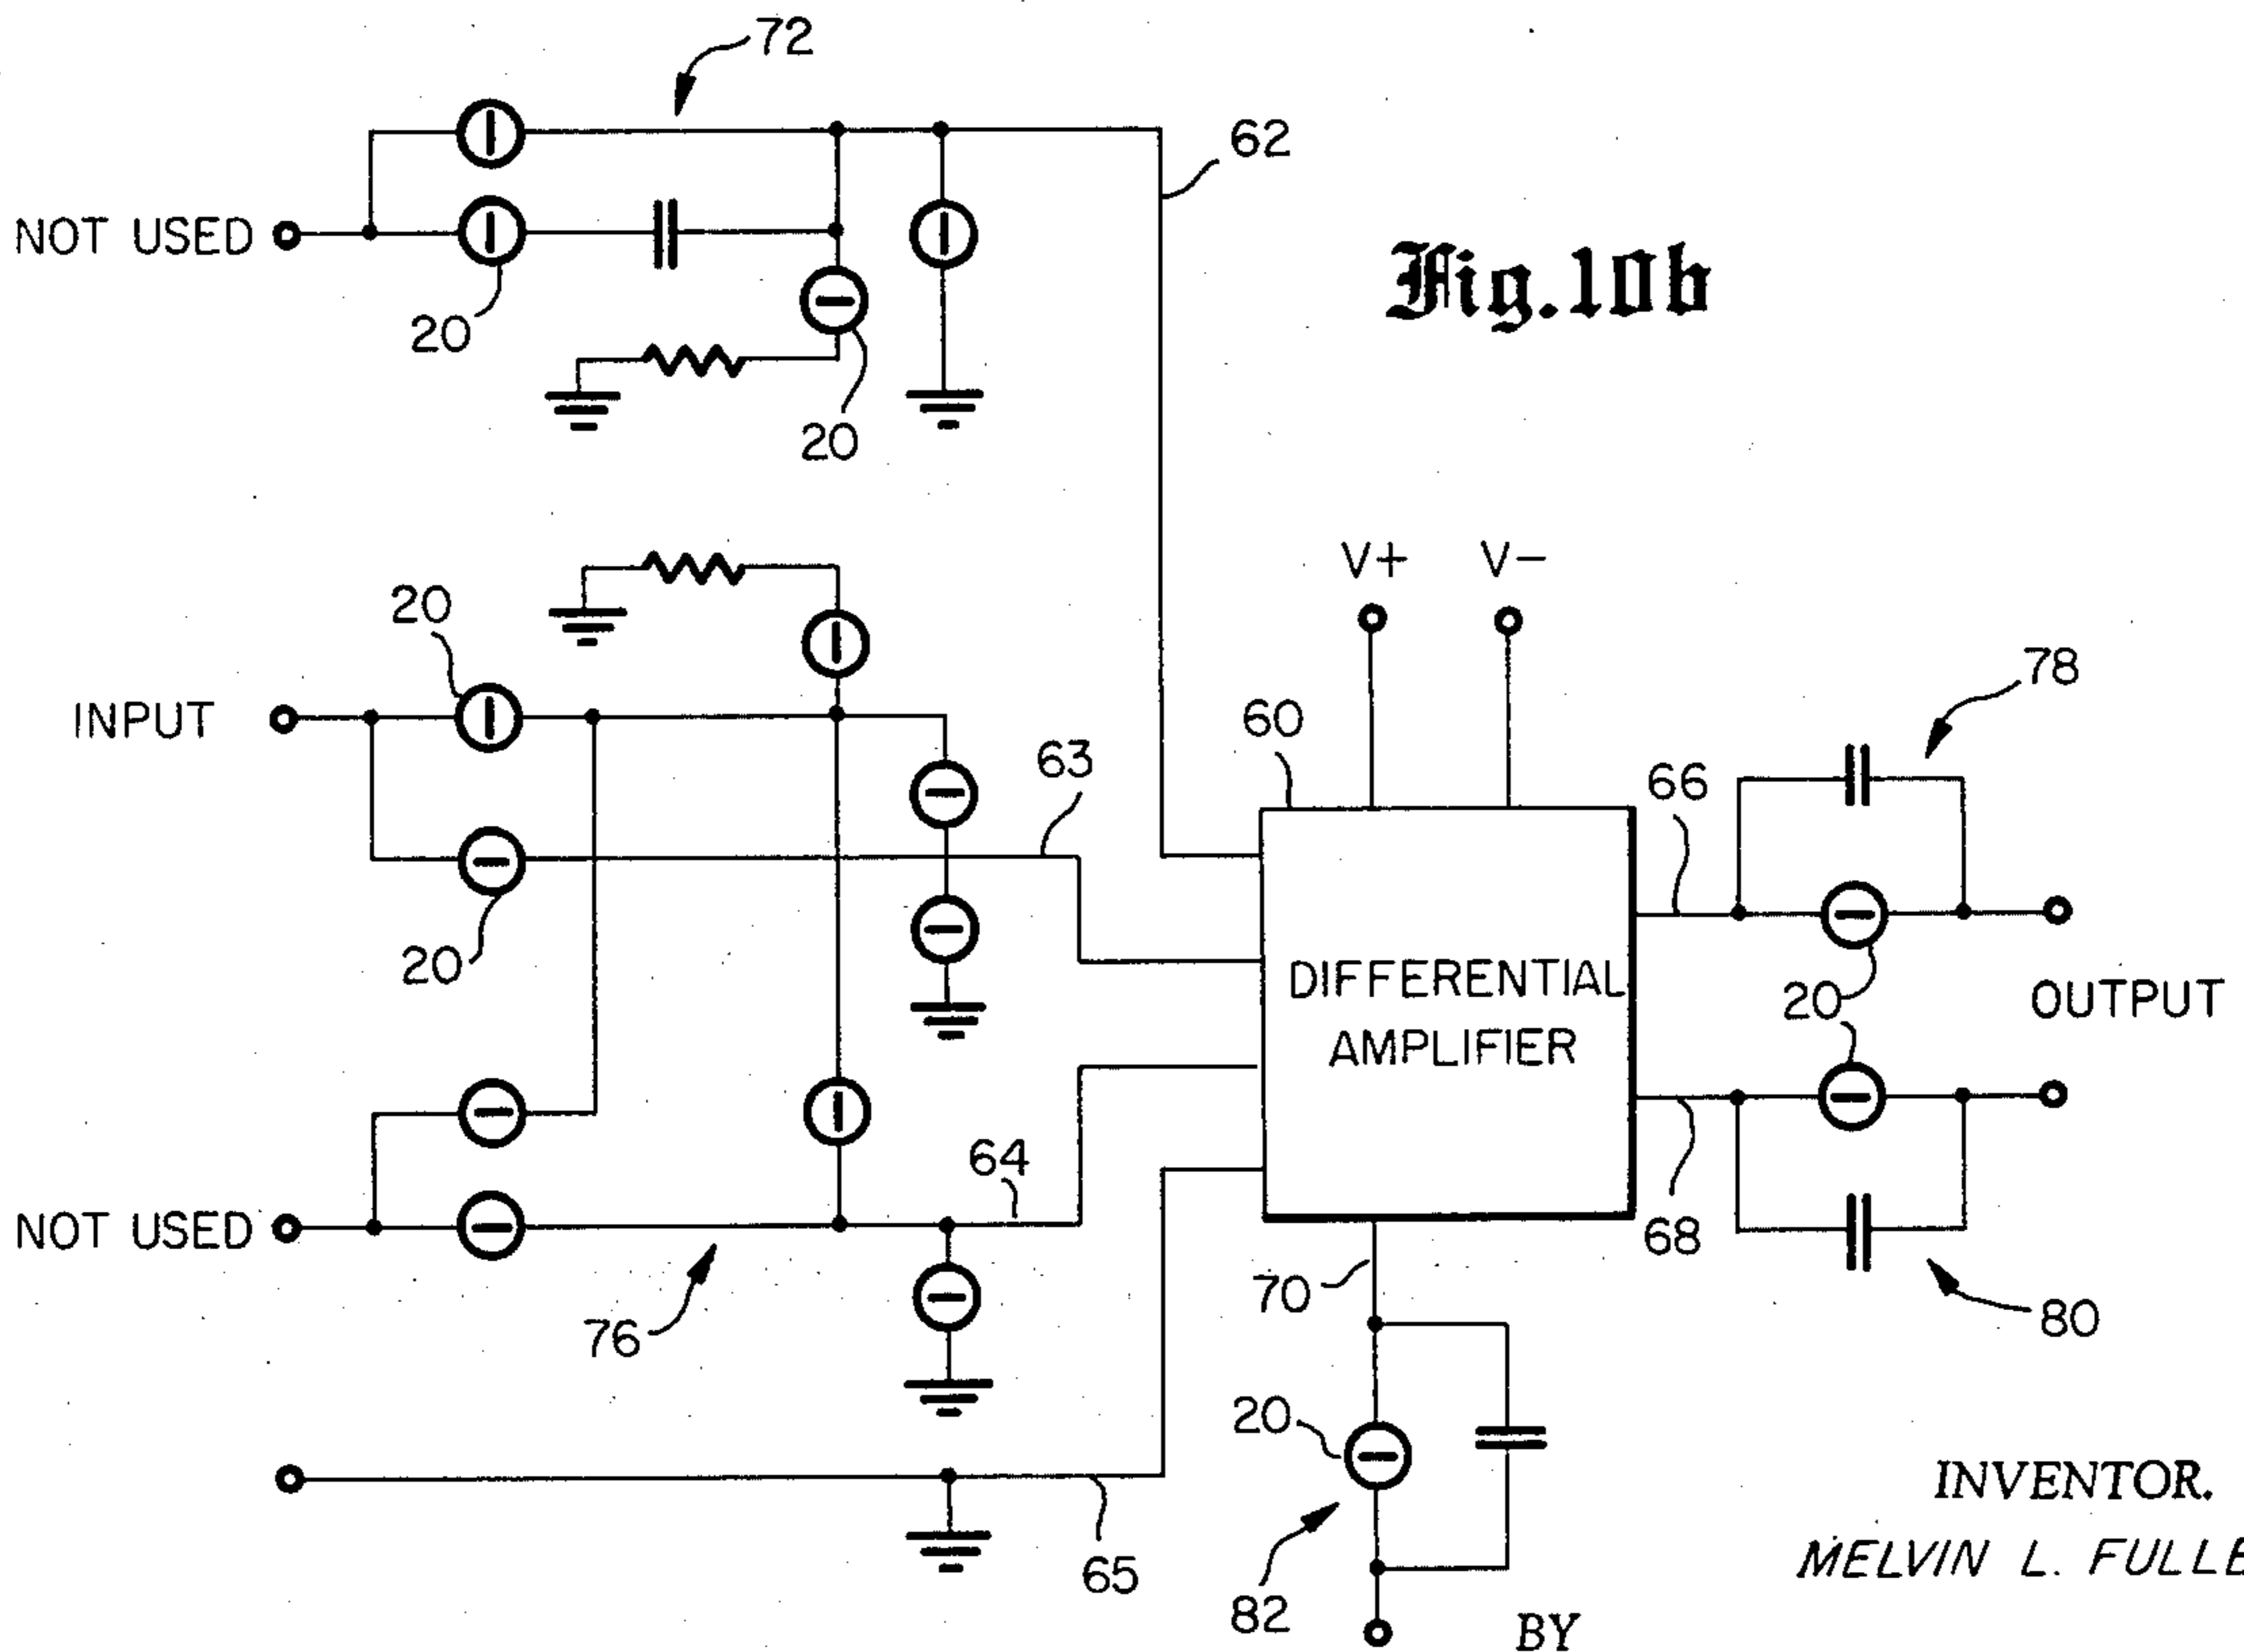 72
62
NOT USED
20
20
Fig.10b
V+ V-
20
INPUT
60
63
78
66
20
DIFFERENTIAL
AMPLIFIER
20
OUTPUT
64
NOT USED
76
70
68
80
20
65
82
INVENTOR.
MELVIN L. FULLE
BY